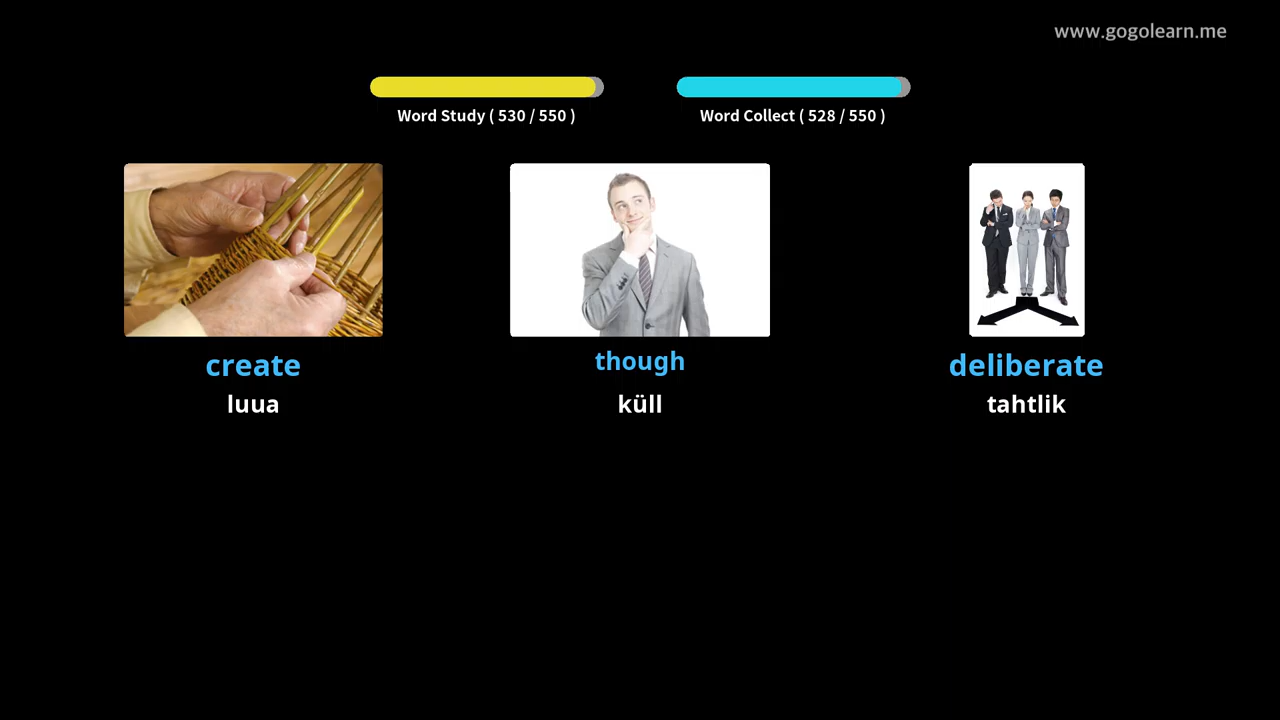 www.gogolearn.me
Word Study ( 530 / 550 )
Word Collect ( 528 / 550 )
create
though
deliberate
luua
küll
tahtlik